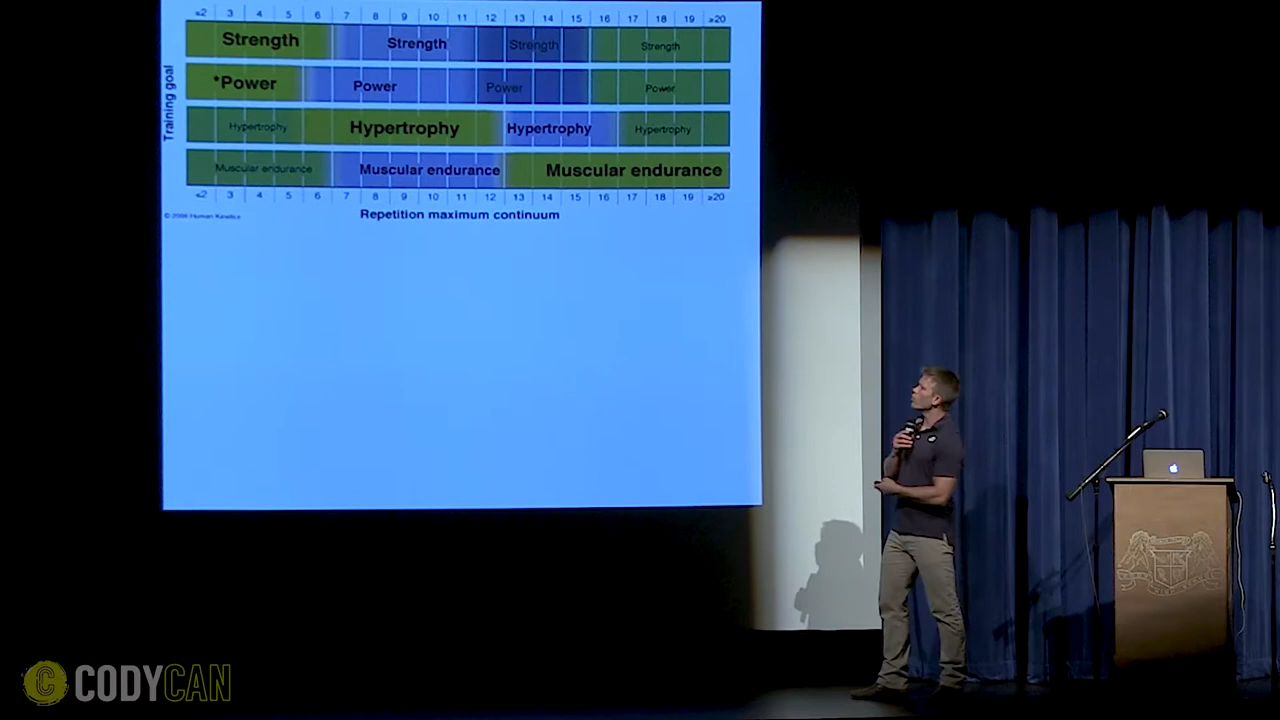 ≤2 3 4 5 6 7 8 9 10 11 12 13 14 15 16 17 18 19 ≥20
Training goal
Strength Strength Strength Strength
*Power Power Power Power
Hypertrophy Hypertrophy Hypertrophy Hypertrophy
Muscular endurance Muscular endurance Muscular endurance
≤2 3 4 5 6 7 8 9 10 11 12 13 14 15 16 17 18 19 ≥20
© 2008 Human Kinetics
Repetition maximum continuum
C CODYCAN